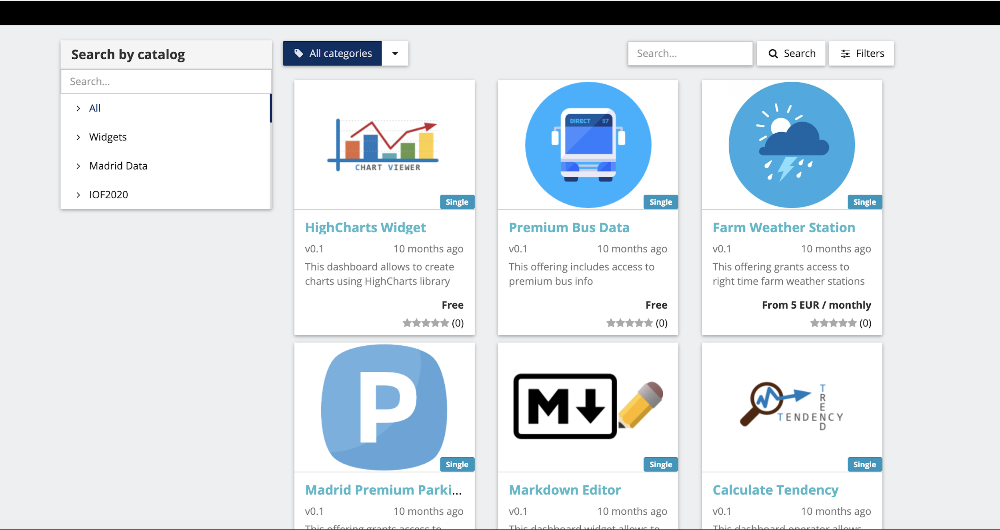 Search by catalog
Search...
All
Widgets
Madrid Data
IOF2020
All categories
Search...
Search
Filters
CHART VIEWER
Single
HighCharts Widget
v0.1
10 months ago
This dashboard allows to create
charts using HighCharts library
Free
(0)
DIRECT 57
Single
Premium Bus Data
v0.1
10 months ago
This offering includes access to
premium bus info
Free
(0)
Single
Farm Weather Station
v0.1
10 months ago
This offering grants access to
right time farm weather stations
From 5 EUR / monthly
(0)
P
Single
Madrid Premium Parki...
v0.1
10 months ago
This offering grants access to
M
Single
Markdown Editor
v0.1
10 months ago
This dashboard widget allows to
TREND
TENDENCY
Single
Calculate Tendency
v0.1
10 months ago
This dashboard operator allows